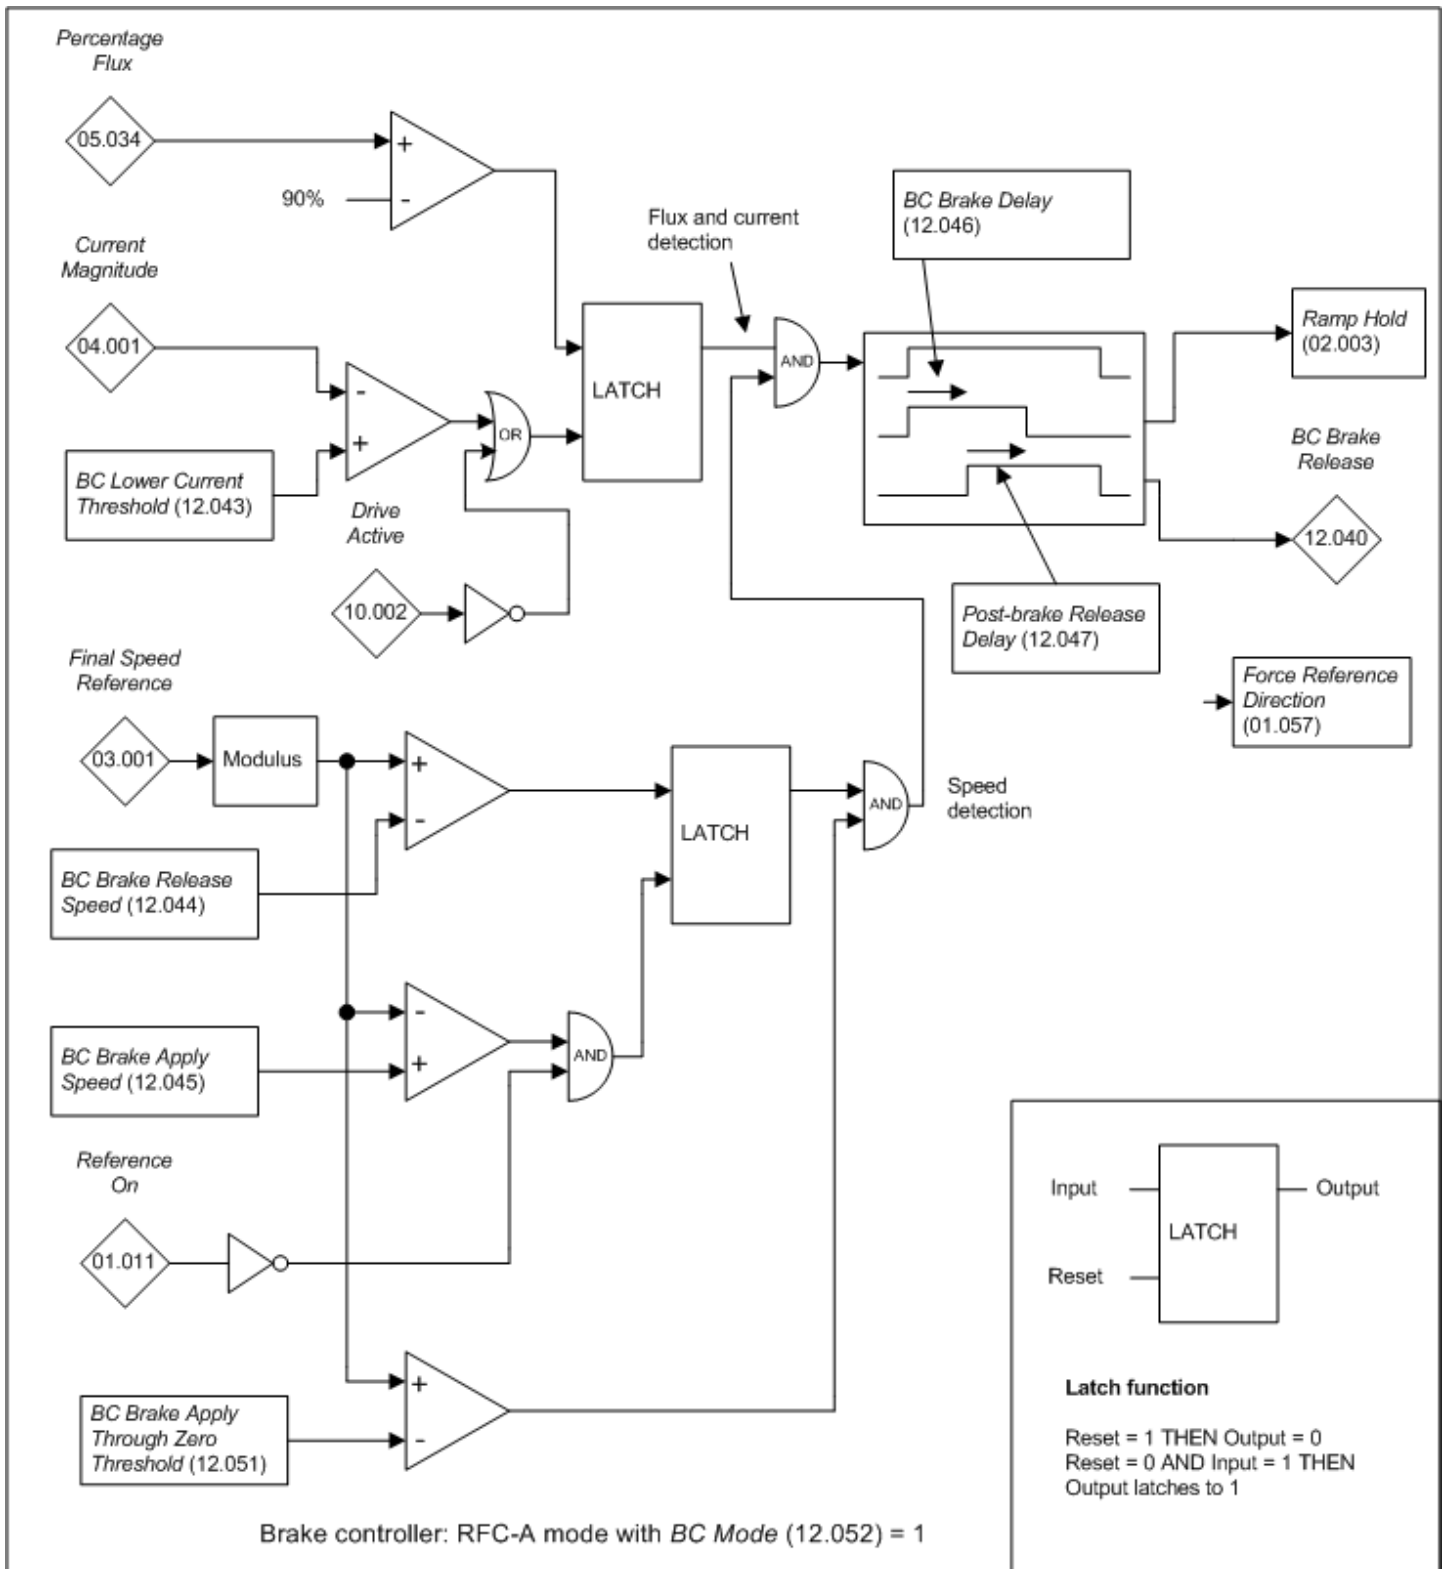 Percentage
Flux
05.034
+
90%
-
Current
Magnitude
04.001
-
+
BC Lower Current
Threshold (12.043)
OR
LATCH
Drive
Active
10.002
Flux and current
detection
AND
BC Brake Delay
(12.046)
Ramp Hold
(02.003)
BC Brake
Release
12.040
Post-brake Release
Delay (12.047)
Force Reference
Direction
(01.057)
Final Speed
Reference
03.001
Modulus
+
-
BC Brake Release
Speed (12.044)
LATCH
AND
Speed
detection
-
+
BC Brake Apply
Speed (12.045)
AND
Reference
On
01.011
+
-
BC Brake Apply
Through Zero
Threshold (12.051)
Input
Output
LATCH
Reset
Latch function
Reset = 1 THEN Output = 0
Reset = 0 AND Input = 1 THEN
Output latches to 1
Brake controller: RFC-A mode with BC Mode (12.052) = 1